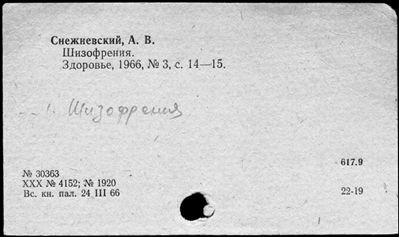 Снежневский, А. В.
Шизофрения.
Здоровье, 1966, № 3, с. 14—15.
1. Шизофрения
617.9
№ 30363
XXX № 4152; № 1920
Вс. кн. пал. 24 III 66
22-19